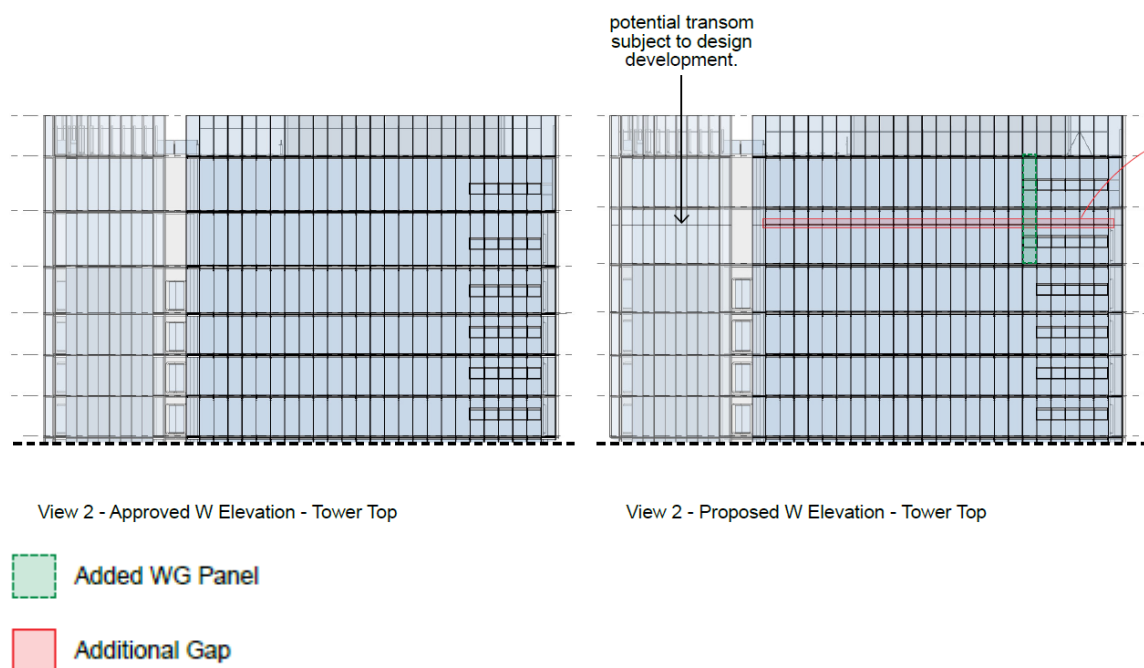 potential transom
subject to design
development.
View 2 - Approved W Elevation - Tower Top
View 2 - Proposed W Elevation - Tower Top
Added WG Panel
Additional Gap